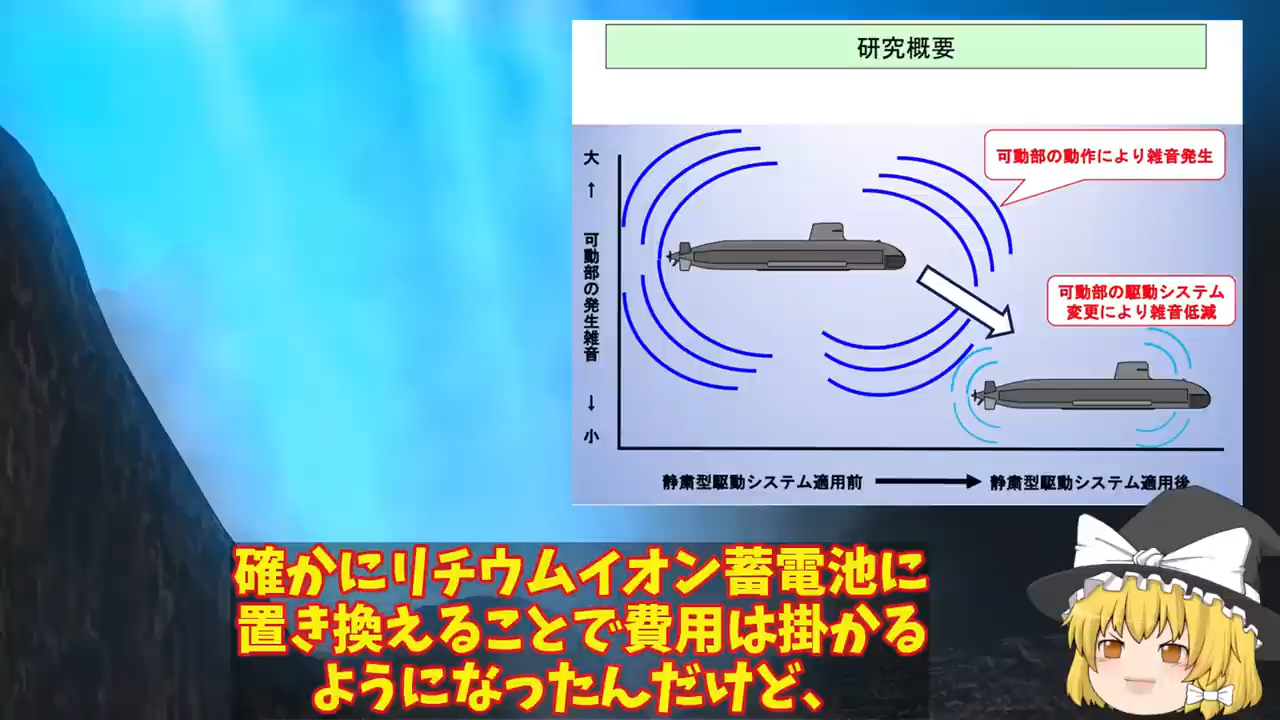 研究概要
大
↑
可動部の発生雑音
↓
小
可動部の動作により雑音発生
可動部の駆動システム
変更により雑音低減
静粛型駆動システム適用前
静粛型駆動システム適用後
確かにリチウムイオン蓄電池に
置き換えることで費用は掛かる
ようになったんだけど、